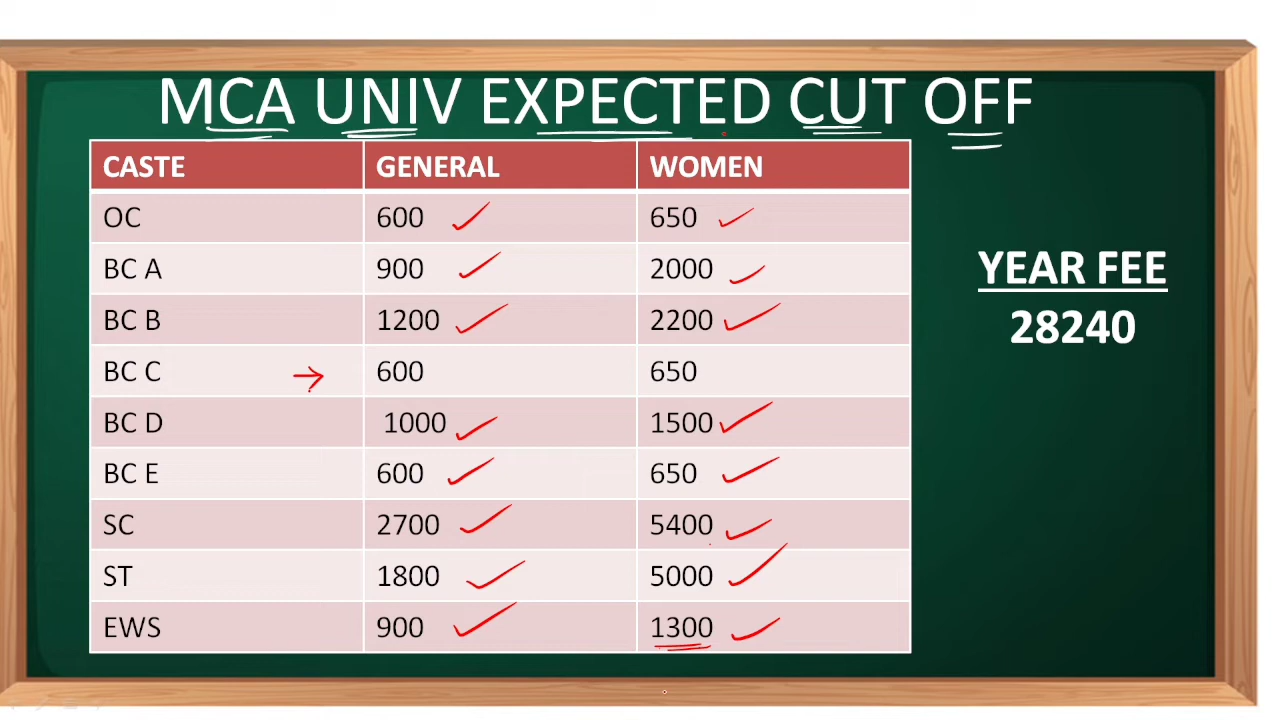 MCA UNIV EXPECTED CUT OFF
CASTE GENERAL WOMEN
OC 600 650
BC A 900 2000
BC B 1200 2200
BC C 600 650
BC D 1000 1500
BC E 600 650
SC 2700 5400
ST 1800 5000
EWS 900 1300
YEAR FEE
28240